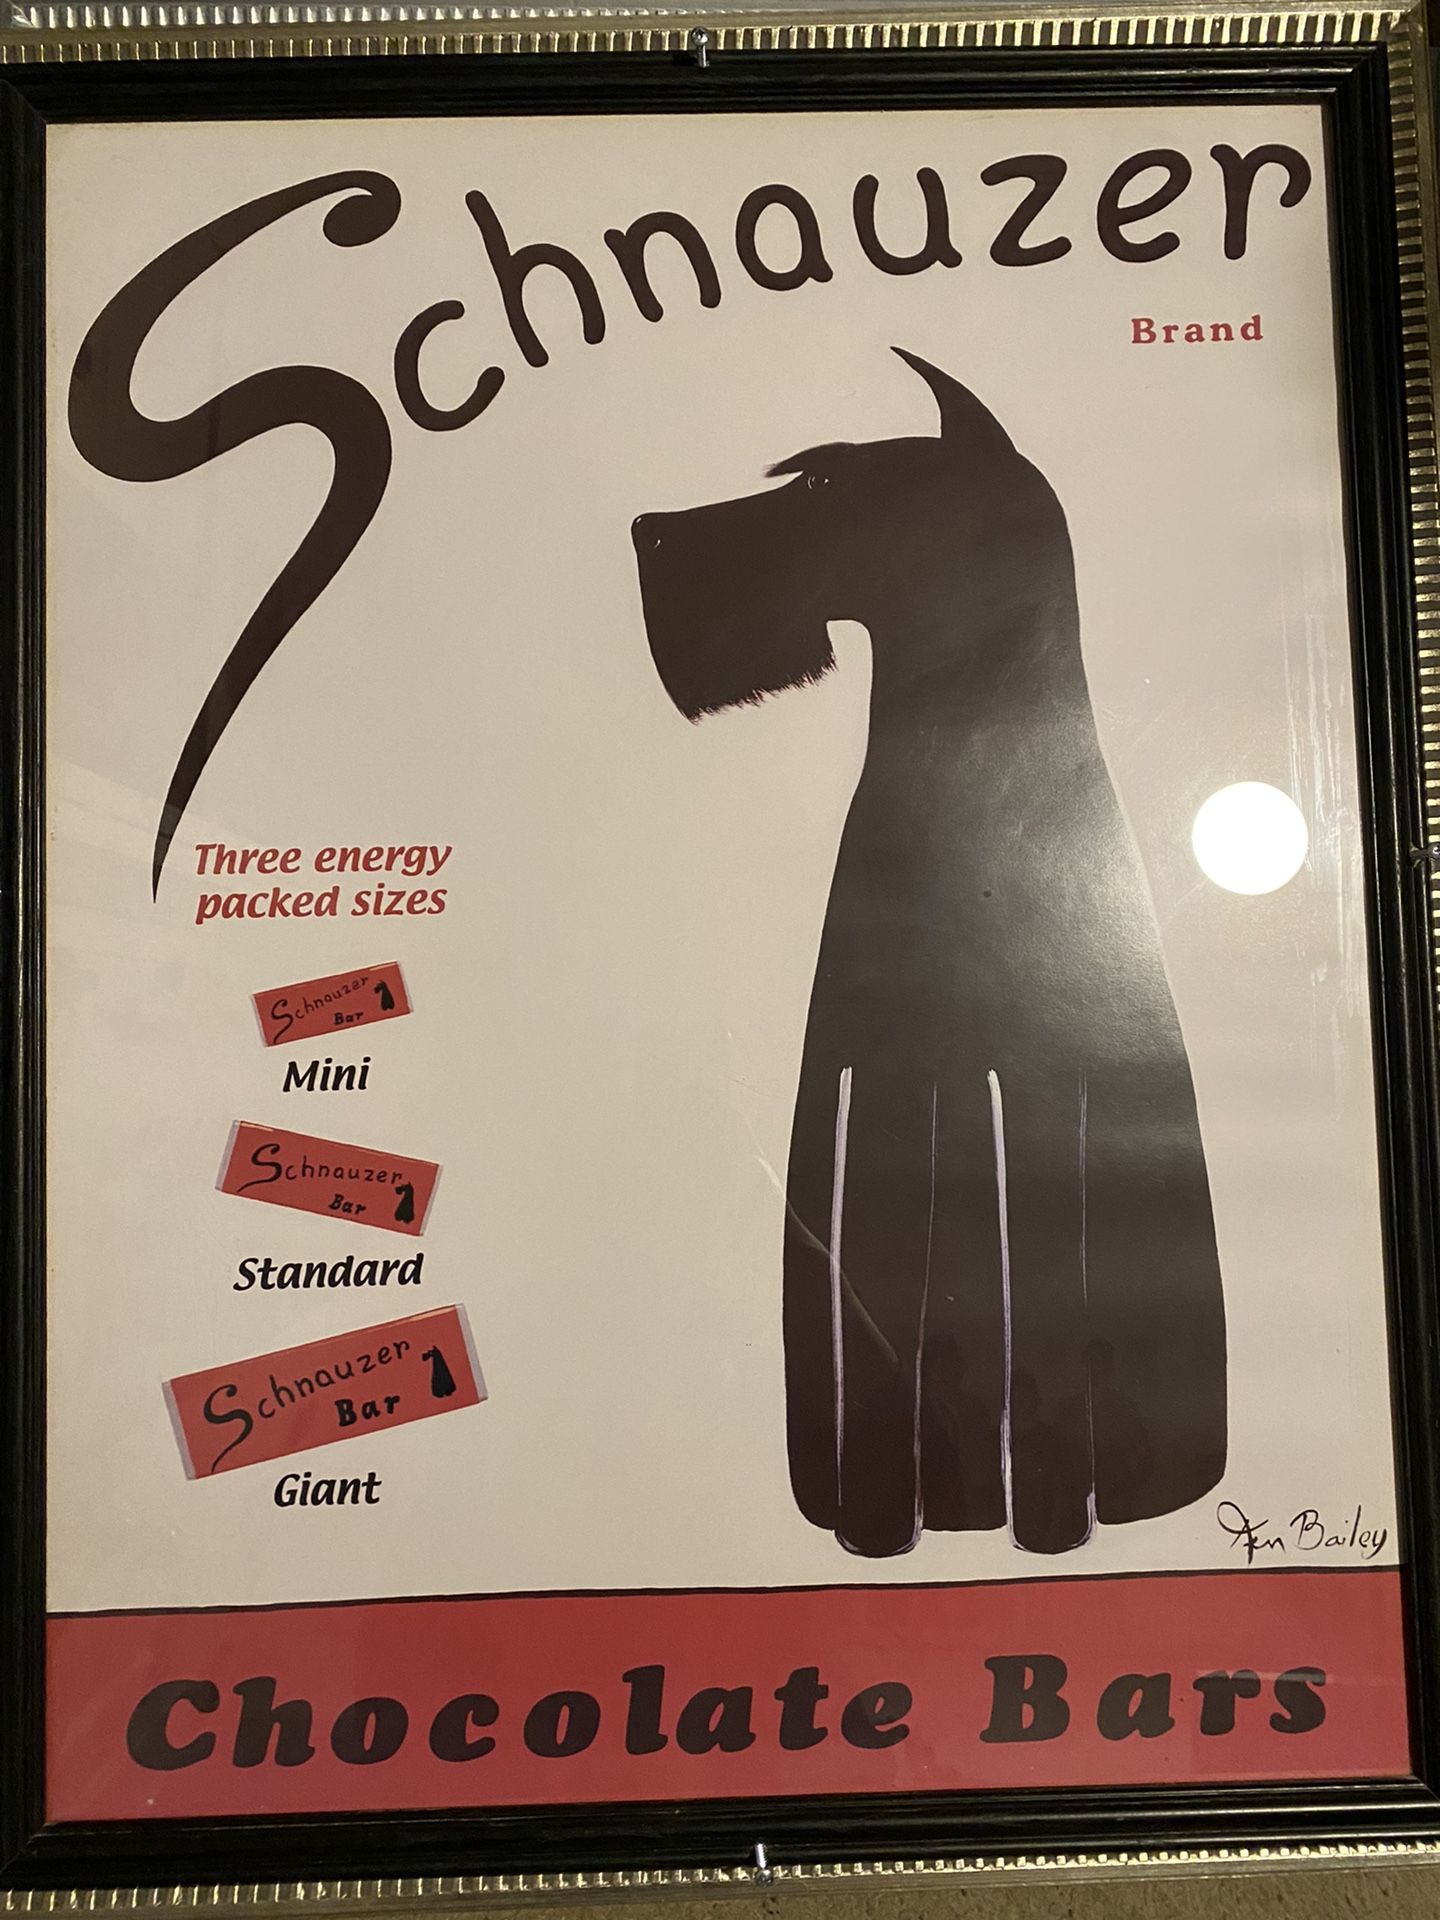 Schnauzer
Brand
Three energy
packed sizes
Schnauzer
Bar
Mini
Schnauzer
Bar
Standard
Schnauzer
Bar
Giant
Ken Bailey
Chocolate Bars